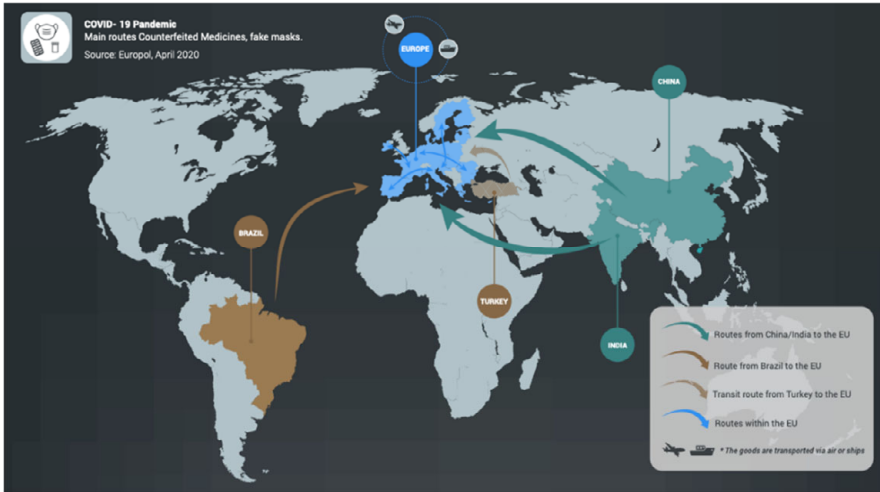 COVID- 19 Pandemic
Main routes Counterfeited Medicines, fake masks.
Source: Europol, April 2020
EUROPE
CHINA
BRAZIL
TURKEY
INDIA
Routes from China/India to the EU
Route from Brazil to the EU
Transit route from Turkey to the EU
Routes within the EU
* The goods are transported via air or ships